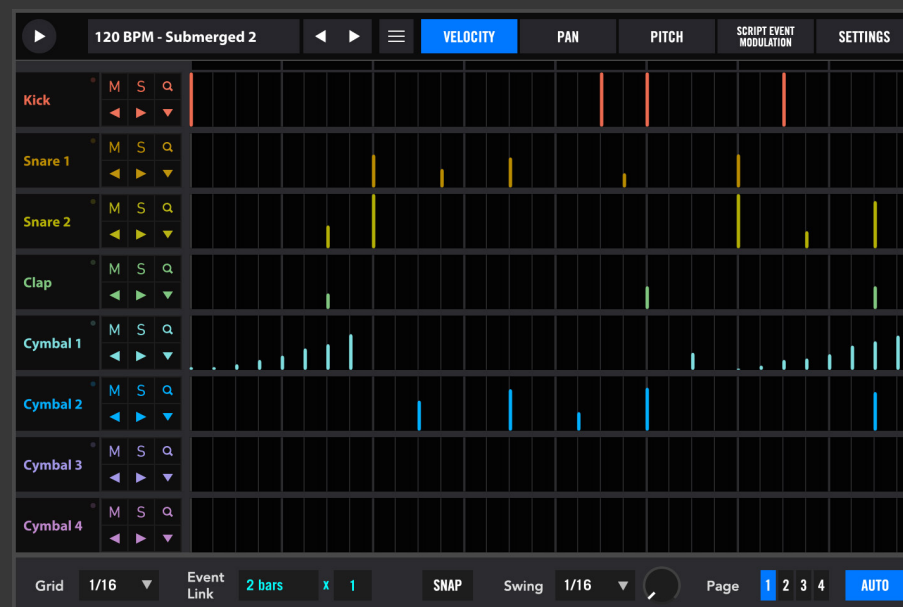 120 BPM - Submerged 2
VELOCITY
PAN
PITCH
SCRIPT EVENT
MODULATION
SETTINGS
Kick
M S
Snare 1
M S
Snare 2
M S
Clap
M S
Cymbal 1
M S
Cymbal 2
M S
Cymbal 3
M S
Cymbal 4
M S
Grid 1/16
Event
Link
2 bars x 1
SNAP
Swing 1/16
Page 1 2 3 4
AUTO